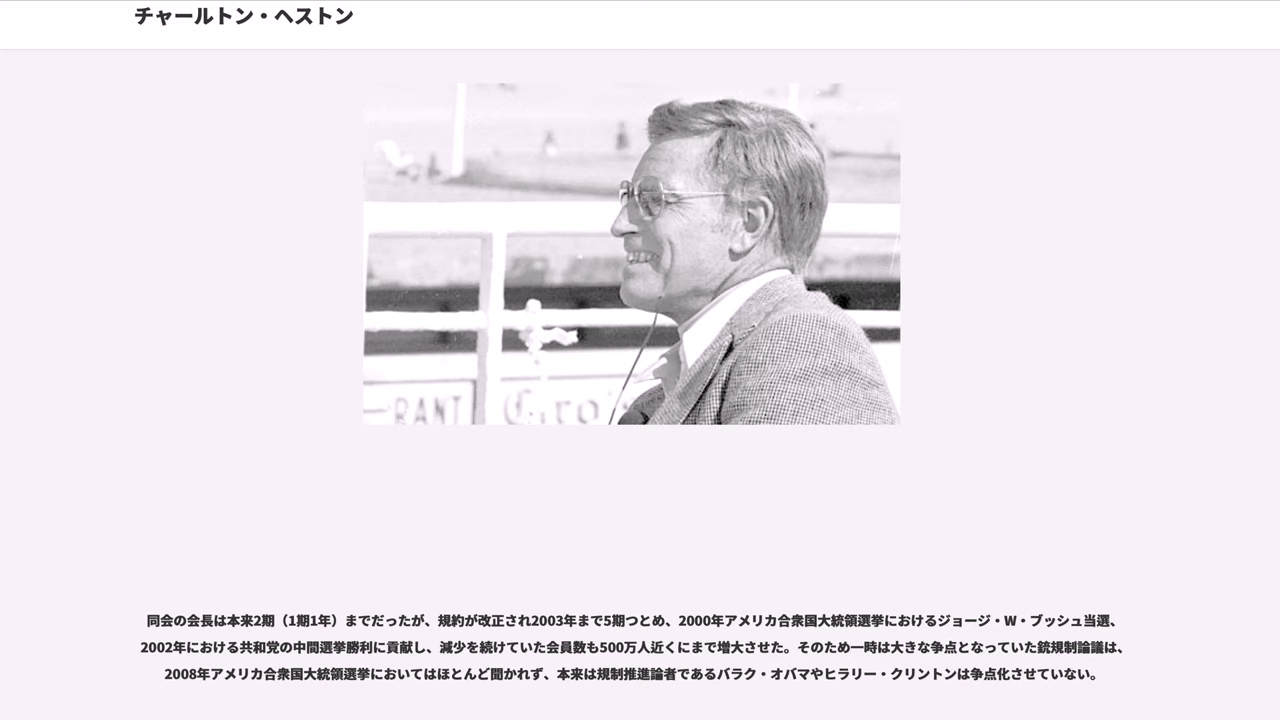 チャールトン・ヘストン
RANT
同会の会長は本来2期（1期1年）までだったが、規約が改正され2003年まで5期つとめ、2000年アメリカ合衆国大統領選挙におけるジョージ・W・ブッシュ当選、
2002年における共和党の中間選挙勝利に貢献し、減少を続けていた会員数も500万人近くにまで増大させた。そのため一時は大きな争点となっていた銃規制論議は、
2008年アメリカ合衆国大統領選挙においてはほとんど聞かれず、本来は規制推進論者であるバラク・オバマやヒラリー・クリントンは争点化させていない。